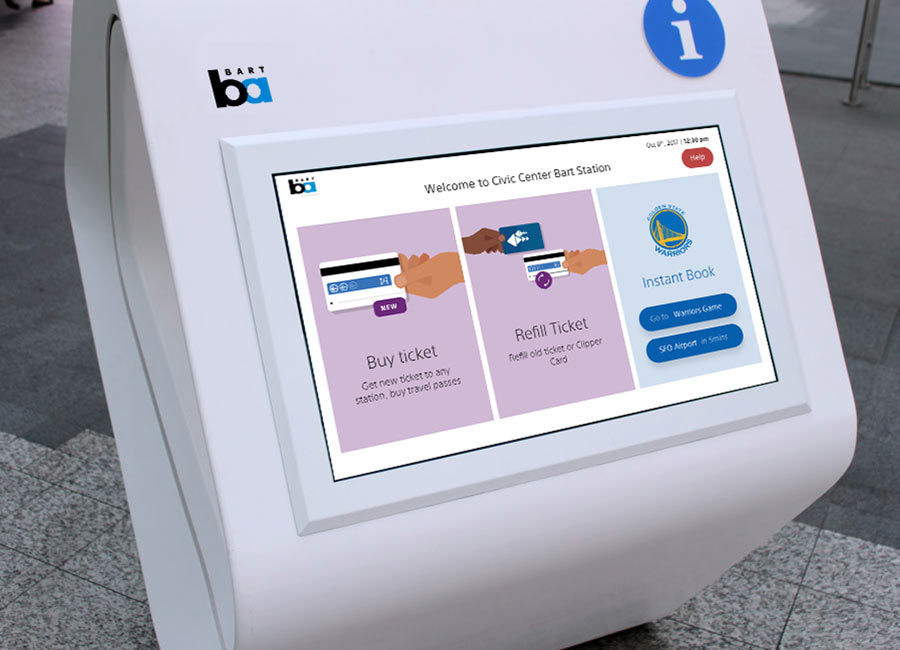 BART
ba
i
BART
ba
Oct 8th, 2017 | 12:30 pm
Help
Welcome to Civic Center Bart Station
NEW
Buy ticket
Get new ticket to any
station, buy travel passes
Refill Ticket
Refill old ticket or Clipper
Card
GOLDEN STATE
WARRIORS
Instant Book
Go to Warriors Game
SFO Airport in 5mins